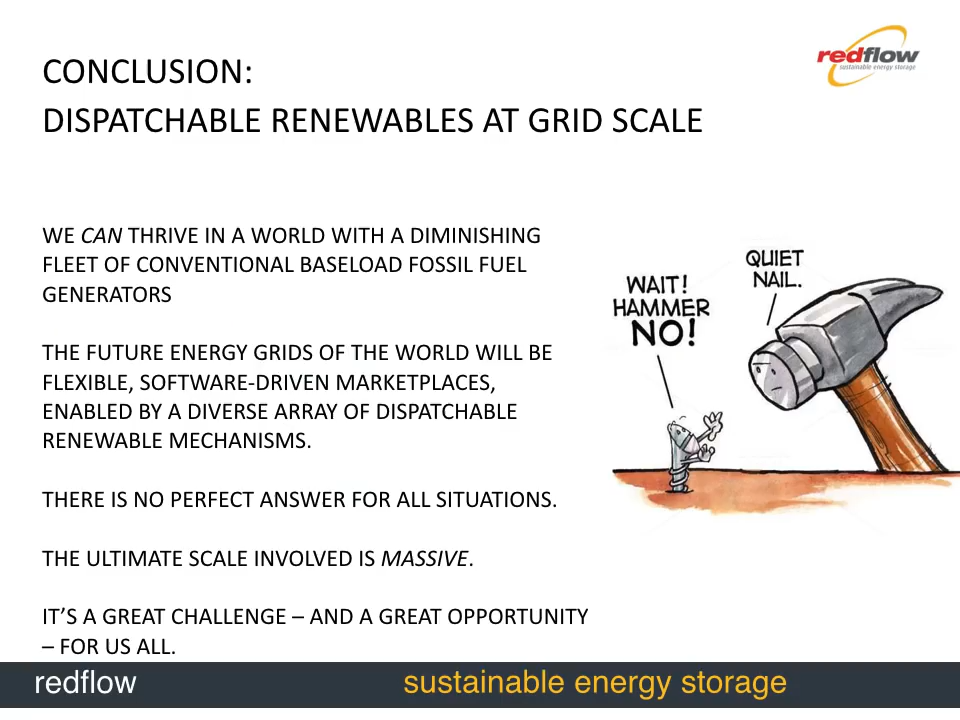 redflow
sustainable energy storage
CONCLUSION:
DISPATCHABLE RENEWABLES AT GRID SCALE
WE CAN THRIVE IN A WORLD WITH A DIMINISHING
FLEET OF CONVENTIONAL BASELOAD FOSSIL FUEL
GENERATORS
THE FUTURE ENERGY GRIDS OF THE WORLD WILL BE
FLEXIBLE, SOFTWARE-DRIVEN MARKETPLACES,
ENABLED BY A DIVERSE ARRAY OF DISPATCHABLE
RENEWABLE MECHANISMS.
THERE IS NO PERFECT ANSWER FOR ALL SITUATIONS.
THE ULTIMATE SCALE INVOLVED IS MASSIVE.
IT’S A GREAT CHALLENGE – AND A GREAT OPPORTUNITY
– FOR US ALL.
WAIT!
HAMMER
NO!
QUIET
NAIL.
redflow
sustainable energy storage